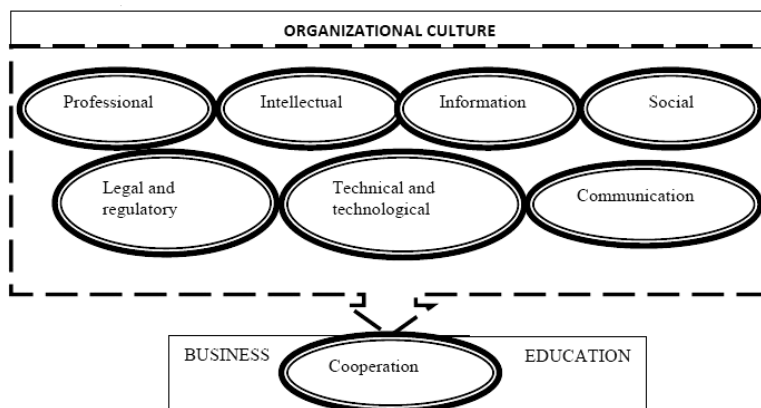 ORGANIZATIONAL CULTURE
Professional
Intellectual
Information
Social
Legal and
regulatory
Technical and
technological
Communication
BUSINESS
Cooperation
EDUCATION